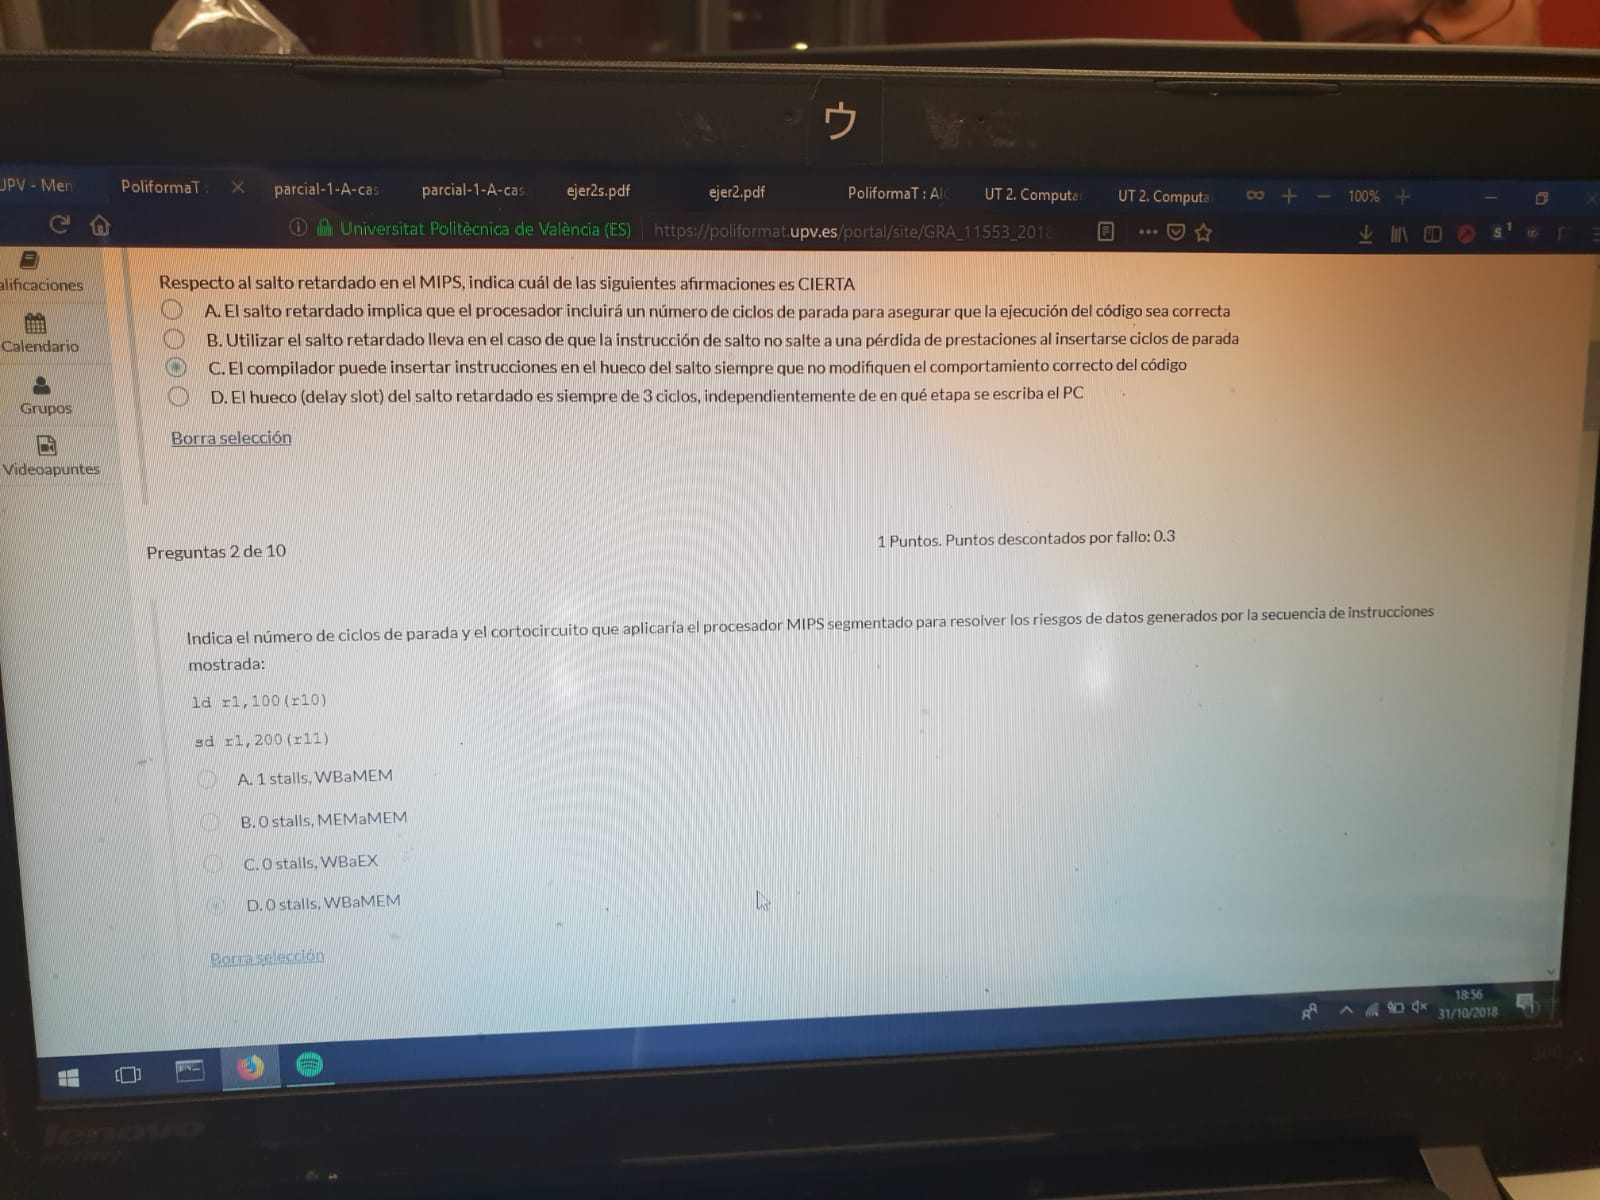 ウ
UPV - Men
PoliformaT :
parcial-1-A-cas
parcial-1-A-cas.
ejer2s.pdf
ejer2.pdf
PoliformaT : AIC
UT 2. Computa
UT 2. Computa
100%
Universitat Politècnica de València (ES)
https://poliformat.upv.es/portal/site/GRA_11553_2018
alificaciones
Calendario
Grupos
Videoapuntes
Respecto al salto retardado en el MIPS, indica cuál de las siguientes afirmaciones es CIERTA
A. El salto retardado implica que el procesador incluirá un número de ciclos de parada para asegurar que la ejecución del código sea correcta
B. Utilizar el salto retardado lleva en el caso de que la instrucción de salto no salte a una pérdida de prestaciones al insertarse ciclos de parada
C. El compilador puede insertar instrucciones en el hueco del salto siempre que no modifiquen el comportamiento correcto del código
D. El hueco (delay slot) del salto retardado es siempre de 3 ciclos, independientemente de en qué etapa se escriba el PC
Borra selección
Preguntas 2 de 10
1 Puntos. Puntos descontados por fallo: 0.3
Indica el número de ciclos de parada y el cortocircuito que aplicaría el procesador MIPS segmentado para resolver los riesgos de datos generados por la secuencia de instrucciones
mostrada:
ld r1,100(r10)
sd r1,200(r11)
A. 1 stalls, WBaMEM
B. 0 stalls, MEMaMEM
C. 0 stalls, WBaEX
D. 0 stalls, WBaMEM
Borra selección
18:56
31/10/2018
lenovo